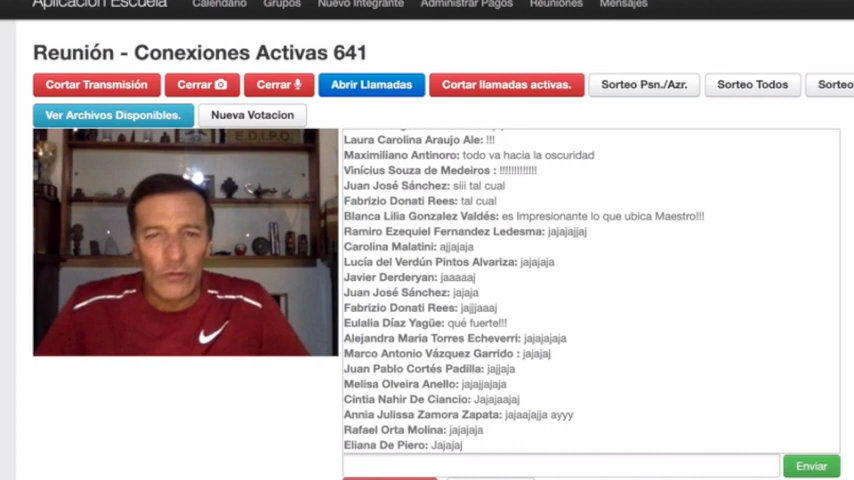 Aplicación Escuela
Calendario Grupos Nuevo Integrante Administrar Pagos Reuniones Mensajes
Reunión - Conexiones Activas 641
Cortar Transmisión Cerrar Cerrar Abrir Llamadas Cortar llamadas activas. Sorteo Psn./Azr. Sorteo Todos Sorteo
Ver Archivos Disponibles. Nueva Votacion
E.D.I.P.O.
Laura Carolina Araujo Ale: !!!
Maximiliano Antinoro: todo va hacia la oscuridad
Vinícius Souza de Medeiros : !!!!!!!!!!!!!
Juan José Sánchez: siii tal cual
Fabrizio Donati Rees: tal cual
Blanca Lilia Gonzalez Valdés: es Impresionante lo que ubica Maestro!!!
Ramiro Ezequiel Fernandez Ledesma: jajajajjaj
Carolina Malatini: ajjajaja
Lucía del Verdún Pintos Alvariza: jajajaja
Javier Derderyan: jaaaaaj
Juan José Sánchez: jajaja
Fabrizio Donati Rees: jajjjaaaj
Eulalia Díaz Yagüe: qué fuerte!!!
Alejandra Maria Torres Echeverri: jajajajaja
Marco Antonio Vázquez Garrido : jajajaj
Juan Pablo Cortés Padilla: jajjaja
Melisa Olveira Anello: jajajjajaja
Cintia Nahir De Ciancio: Jajajaajaj
Annia Julissa Zamora Zapata: jajaajajja ayyy
Rafael Orta Molina: jajajaja
Eliana De Piero: Jajajaj
Enviar